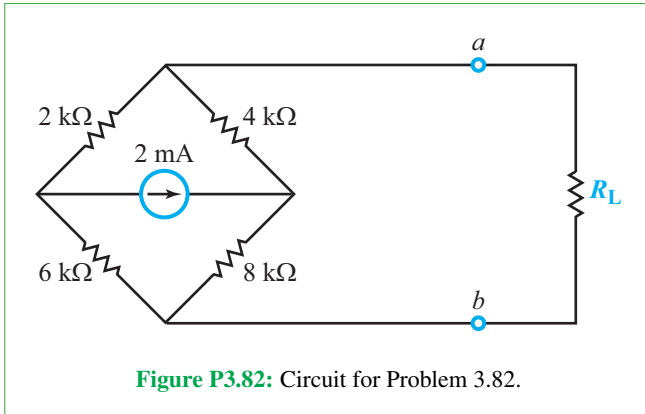 a
2 kΩ
4 kΩ
2 mA
R_L
6 kΩ
8 kΩ
b
Figure P3.82: Circuit for Problem 3.82.